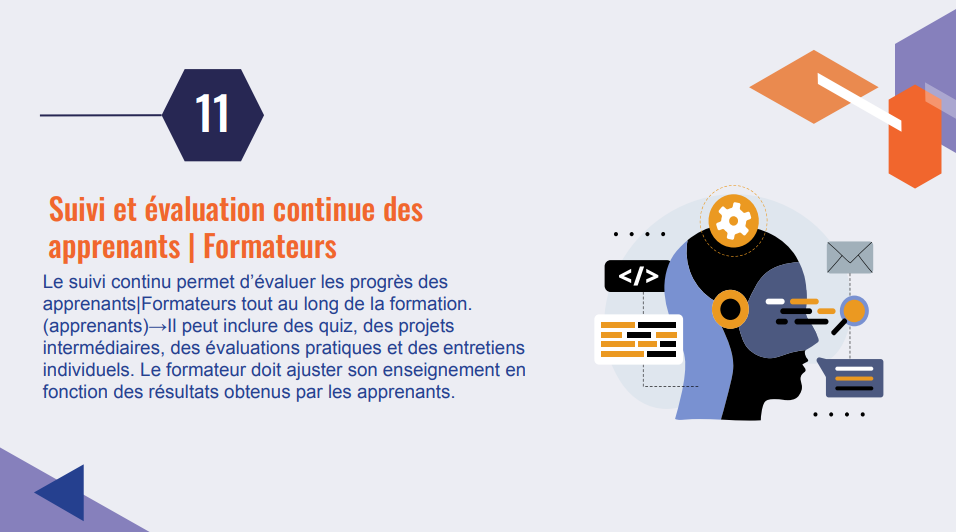 11
Suivi et évaluation continue des
apprenants | Formateurs
Le suivi continu permet d'évaluer les progrès des
apprenants|Formateurs tout au long de la formation.
(apprenants)→Il peut inclure des quiz, des projets
intermédiaires, des évaluations pratiques et des entretiens
individuels. Le formateur doit ajuster son enseignement en
fonction des résultats obtenus par les apprenants.
</>